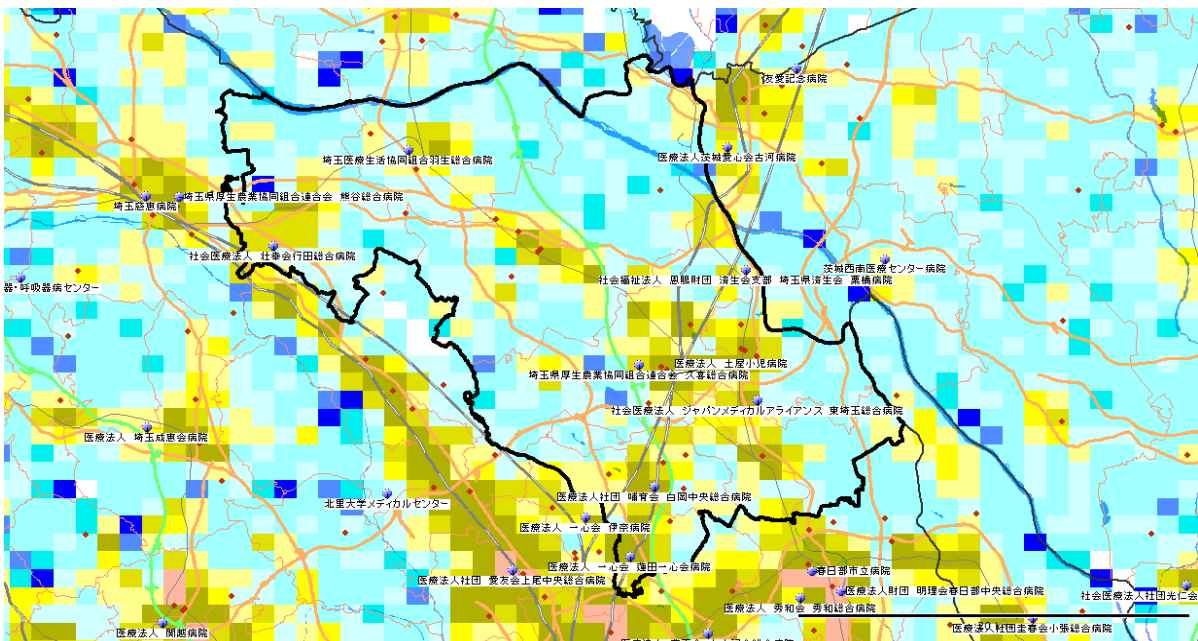 友愛記念病院
埼玉医療生活協同組合羽生総合病院
医療法人茨城愛心会古河病院
埼玉県厚生農業協同組合連合会 熊谷総合病院
埼玉慈恵病院
社会医療法人 壮幸会行田総合病院
茨城西南医療センター病院
器・呼吸器病センター
社会福祉法人 恩賜財団 済生会支部 埼玉県済生会 栗橋病院
医療法人 土屋小児病院
埼玉県厚生農業協同組合連合会 久喜総合病院
社会医療法人 ジャパンメディカルアライアンス 東埼玉総合病院
医療法人 埼玉成恵会病院
医療法人社団 哺育会 白岡中央総合病院
北里大学メディカルセンター
医療法人 一心会 伊奈病院
医療法人 一心会 蓮田一心会病院
春日部市立病院
医療法人社団 愛友会上尾中央総合病院
医療法人財団 明理会春日部中央総合病院
社会医療法人社団光仁会
医療法人 秀和会 秀和総合病院
医療法人 関越病院
20
医療法人社団圭春会小張総合病院